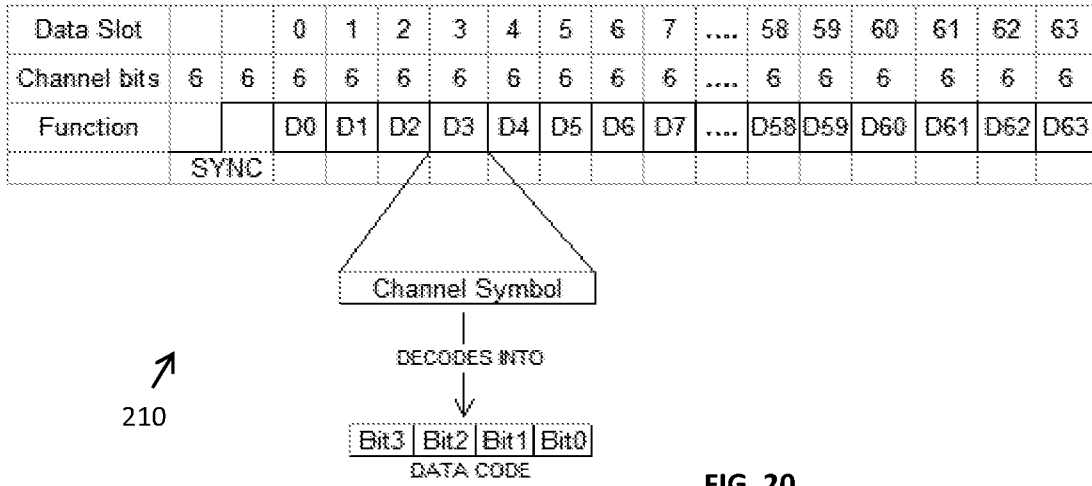 Data Slot 0 1 2 3 4 5 6 7 .... 58 59 60 61 62 63
Channel bits 6 6 6 6 6 6 6 6 6 6 .... 6 6 6 6 6 6
Function D0 D1 D2 D3 D4 D5 D6 D7 .... D58 D59 D60 D61 D62 D63
SYNC
Channel Symbol
DECODES INTO
210
Bit3 Bit2 Bit1 Bit0
DATA CODE
FIG. 20